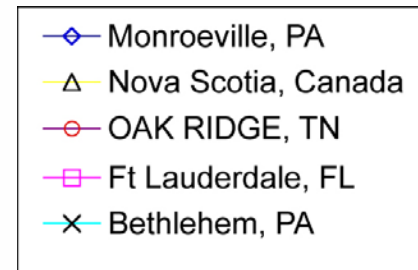 Monroeville, PA
Nova Scotia, Canada
OAK RIDGE, TN
Ft Lauderdale, FL
Bethlehem, PA